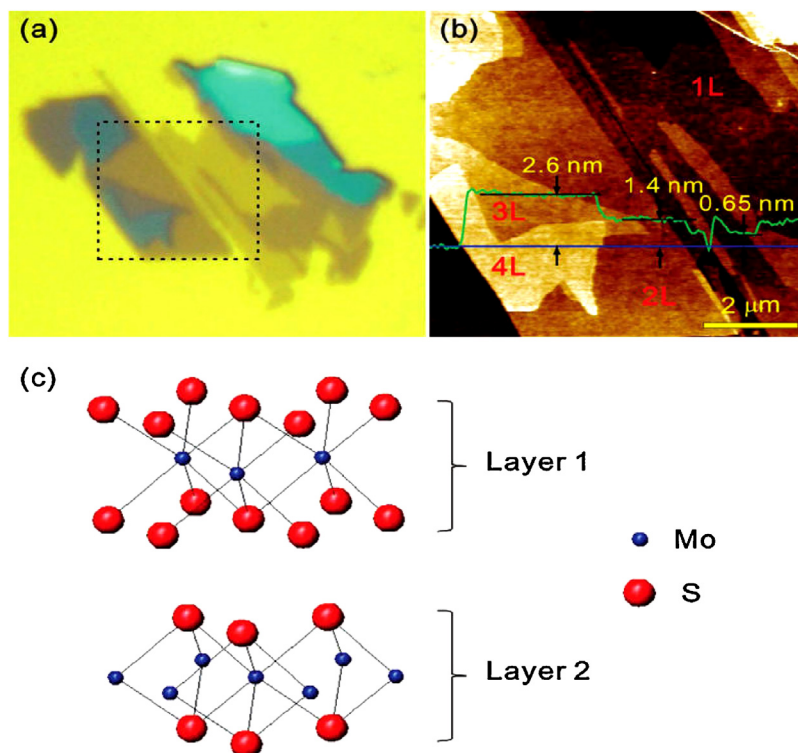 (a)
(b)
1L
2.6 nm
1.4 nm
0.65 nm
3L
4L
2L
2 μm
(c)
Layer 1
Mo
S
Layer 2